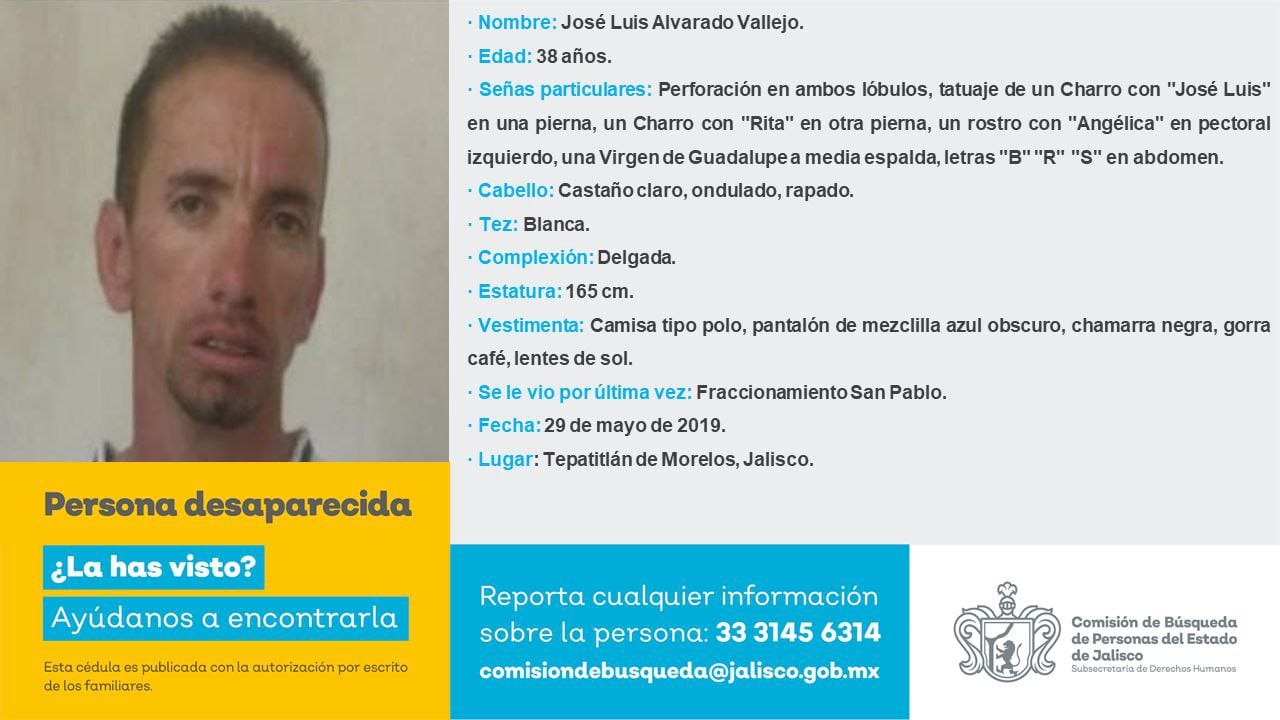 · Nombre: José Luis Alvarado Vallejo.
· Edad: 38 años.
· Señas particulares: Perforación en ambos lóbulos, tatuaje de un Charro con "José Luis"
en una pierna, un Charro con "Rita" en otra pierna, un rostro con "Angélica" en pectoral
izquierdo, una Virgen de Guadalupe a media espalda, letras "B" "R" "S" en abdomen.
· Cabello: Castaño claro, ondulado, rapado.
· Tez: Blanca.
· Complexión: Delgada.
· Estatura: 165 cm.
· Vestimenta: Camisa tipo polo, pantalón de mezclilla azul obscuro, chamarra negra, gorra
café, lentes de sol.
· Se le vio por última vez: Fraccionamiento San Pablo.
· Fecha: 29 de mayo de 2019.
· Lugar: Tepatitlán de Morelos, Jalisco.
Persona desaparecida
¿La has visto?
Ayúdanos a encontrarla
Esta cédula es publicada con la autorización por escrito
de los familiares.
Reporta cualquier información
sobre la persona: 33 3145 6314
comisiondebusqueda@jalisco.gob.mx
Comisión de Búsqueda
de Personas del Estado
de Jalisco
Subsecretaría de Derechos Humanos